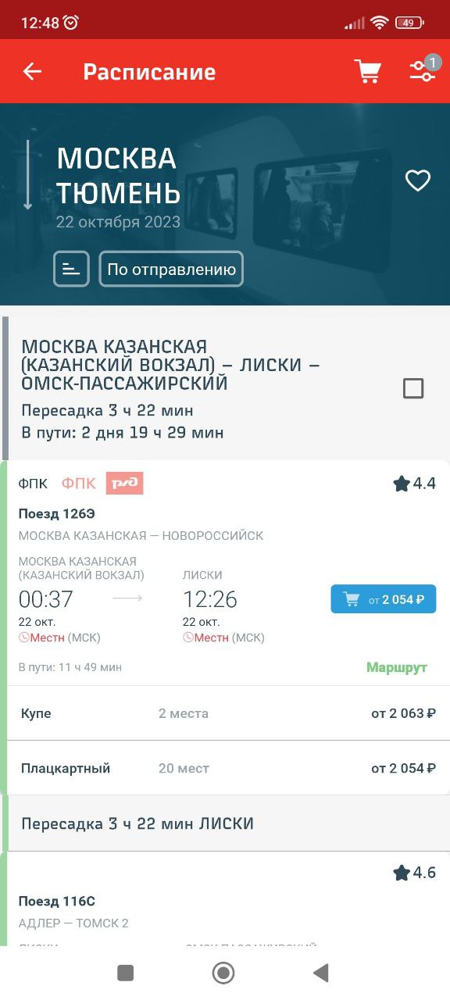 12:48
49
Расписание
1
МОСКВА
ТЮМЕНЬ
22 октября 2023
По отправлению
МОСКВА КАЗАНСКАЯ
(КАЗАНСКИЙ ВОКЗАЛ) – ЛИСКИ –
ОМСК-ПАССАЖИРСКИЙ
Пересадка 3 ч 22 мин
В пути: 2 дня 19 ч 29 мин
ФПК ФПК РЖД
4.4
Поезд 126Э
МОСКВА КАЗАНСКАЯ — НОВОРОССИЙСК
МОСКВА КАЗАНСКАЯ
(КАЗАНСКИЙ ВОКЗАЛ) ЛИСКИ
00:37 12:26
от 2 054 ₽
22 окт. 22 окт.
Местн (МСК) Местн (МСК)
В пути: 11 ч 49 мин Маршрут
Купе 2 места от 2 063 ₽
Плацкартный 20 мест от 2 054 ₽
Пересадка 3 ч 22 мин ЛИСКИ
4.6
Поезд 116С
АДЛЕР — ТОМСК 2